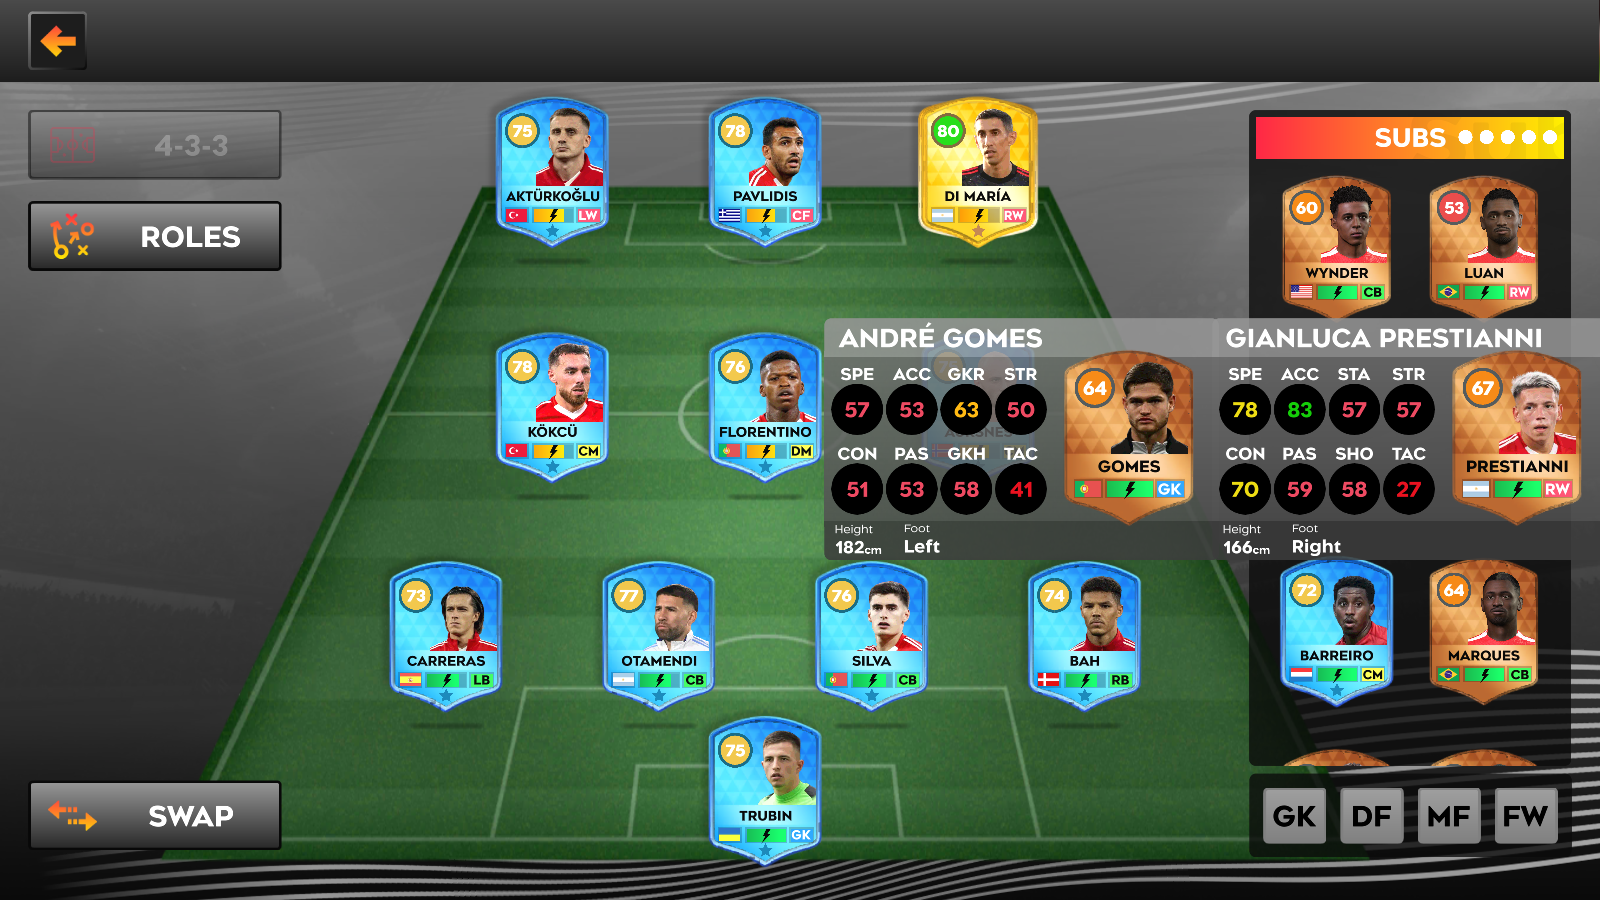 4-3-3
ROLES
SWAP
75
AKTÜRKOĞLU
LW
78
PAVLIDIS
CF
80
DI MARÍA
RW
SUBS
60
WYNDER
CB
53
LUAN
RW
78
KÖKCÜ
CM
76
FLORENTINO
DM
AURSNES
ANDRÉ GOMES
SPE ACC GKR STR
57 53 63 50
CON PAS GKH TAC
51 53 58 41
Height Foot
182cm Left
64
GOMES
GK
GIANLUCA PRESTIANNI
SPE ACC STA STR
78 83 57 57
CON PAS SHO TAC
70 59 58 27
Height Foot
166cm Right
67
PRESTIANNI
RW
73
CARRERAS
LB
77
OTAMENDI
CB
76
SILVA
CB
74
BAH
RB
72
BARREIRO
CM
64
MARQUES
CB
75
TRUBIN
GK
GK DF MF FW